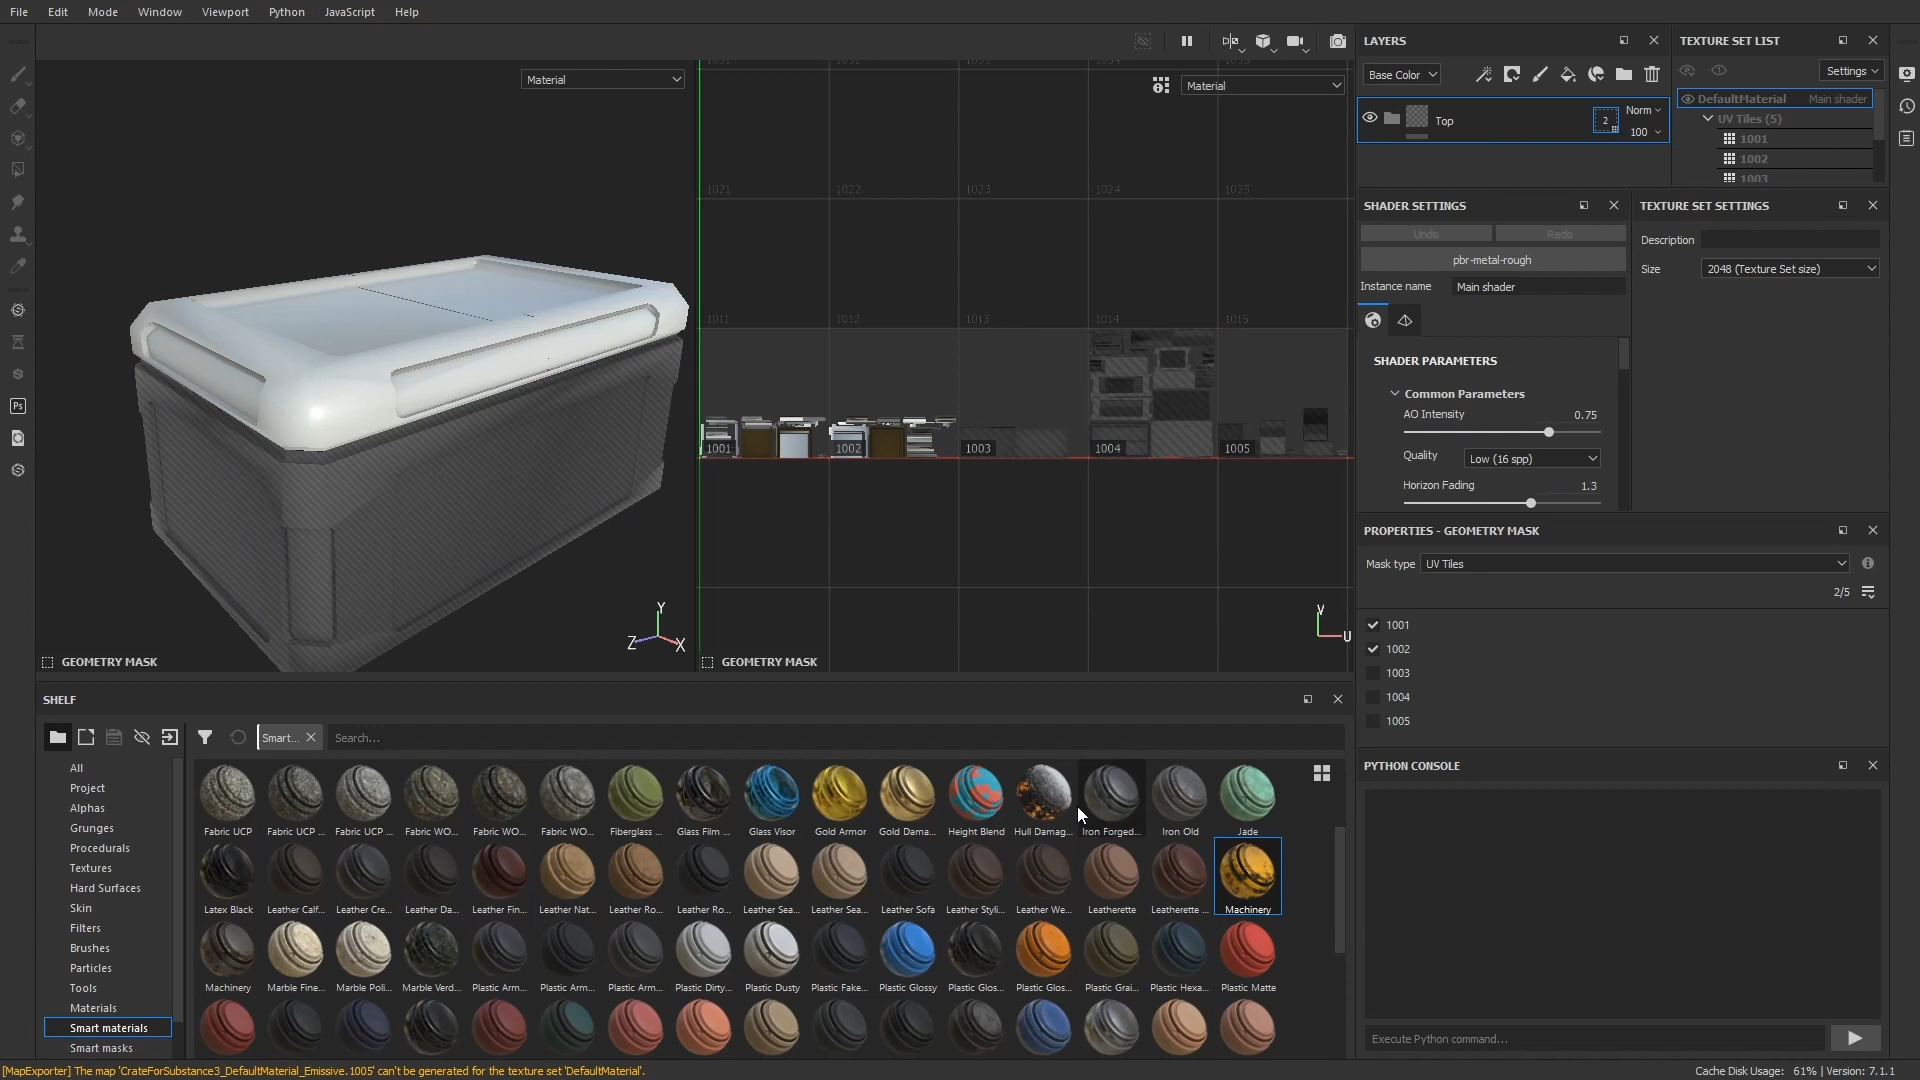 File Edit Mode Window Viewport Python JavaScript Help
Material
Material
1021 1022 1023 1024 1025
1011 1012 1013 1014 1015
1001 1002 1003 1004 1005
Y
Z
X
V
U
GEOMETRY MASK
GEOMETRY MASK
LAYERS
Base Color
Top
2
Norm
100
TEXTURE SET LIST
Settings
DefaultMaterial Main shader
UV Tiles (5)
1001
1002
1003
SHADER SETTINGS
Undo Redo
pbr-metal-rough
Instance name Main shader
SHADER PARAMETERS
Common Parameters
AO Intensity 0.75
Quality Low (16 spp)
Horizon Fading 1.3
TEXTURE SET SETTINGS
Description
Size 2048 (Texture Set size)
PROPERTIES - GEOMETRY MASK
Mask type UV Tiles
2/5
1001
1002
1003
1004
1005
PYTHON CONSOLE
Execute Python command...
SHELF
Ps
Smart...
Search...
All
Project
Alphas
Grunges
Procedurals
Textures
Hard Surfaces
Skin
Filters
Brushes
Particles
Tools
Materials
Smart materials
Smart masks
Fabric UCP Fabric UCP ... Fabric UCP ... Fabric WO... Fabric WO... Fabric WO... Fiberglass ... Glass Film ... Glass Visor Gold Armor Gold Dama... Height Blend Hull Damag... Iron Forged... Iron Old Jade
Latex Black Leather Calf... Leather Cre... Leather Da... Leather Fin... Leather Nat... Leather Ro... Leather Ro... Leather Sea... Leather Sea... Leather Sofa Leather Styli... Leather We... Leatherette Leatherette ... Machinery
Machinery Marble Fine... Marble Poli... Marble Verd... Plastic Arm... Plastic Arm... Plastic Arm... Plastic Dirty... Plastic Dusty Plastic Fake... Plastic Glossy Plastic Glos... Plastic Glos... Plastic Grai... Plastic Hexa... Plastic Matte
[MapExporter] The map 'CrateForSubstance3_DefaultMaterial_Emissive.1005' can't be generated for the texture set 'DefaultMaterial'.
Cache Disk Usage: 61% | Version: 7.1.1